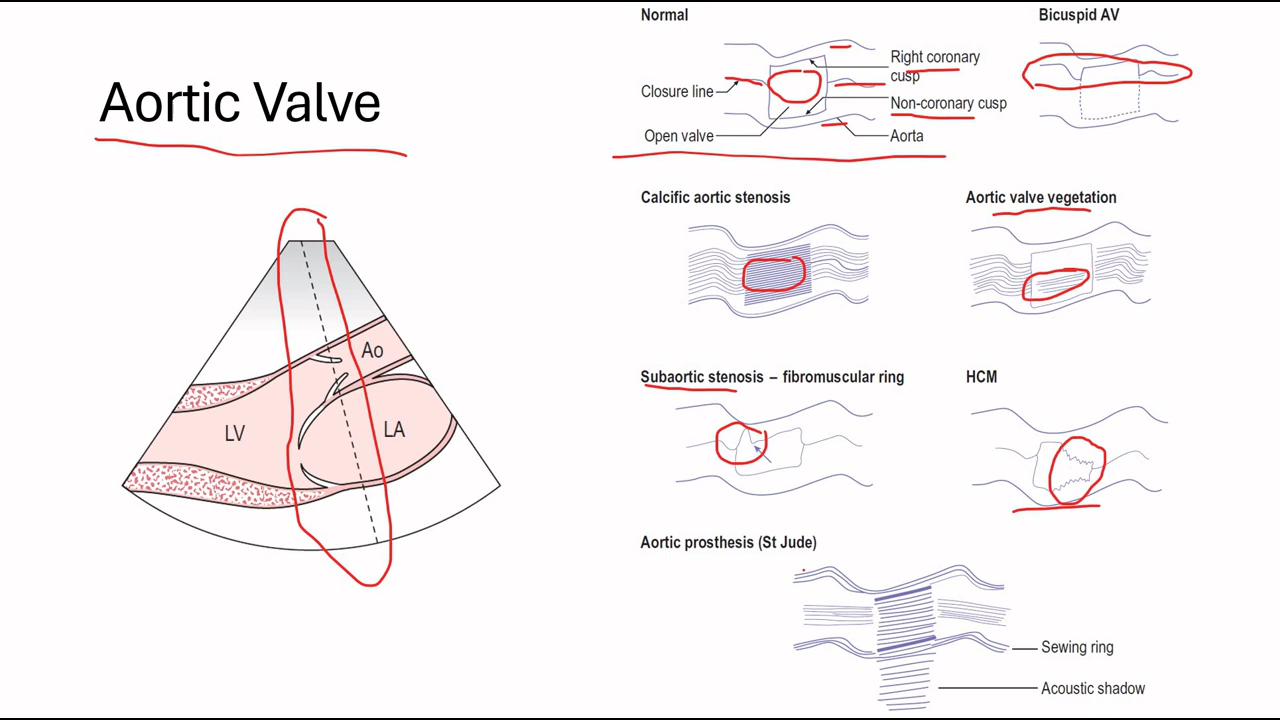 Aortic Valve
Ao
LV
LA
Normal
Closure line
Open valve
Right coronary
cusp
Non-coronary cusp
Aorta
Bicuspid AV
Calcific aortic stenosis
Aortic valve vegetation
Subaortic stenosis – fibromuscular ring
HCM
Aortic prosthesis (St Jude)
Sewing ring
Acoustic shadow